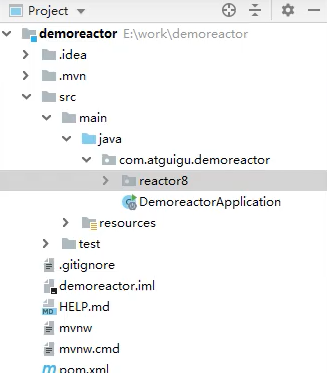 Project
demoreactor E:\work\demoreactor
.idea
.mvn
src
main
java
com.atguigu.demoreactor
reactor8
DemoreactorApplication
resources
test
.gitignore
demoreactor.iml
HELP.md
mvnw
mvnw.cmd
pom.xml